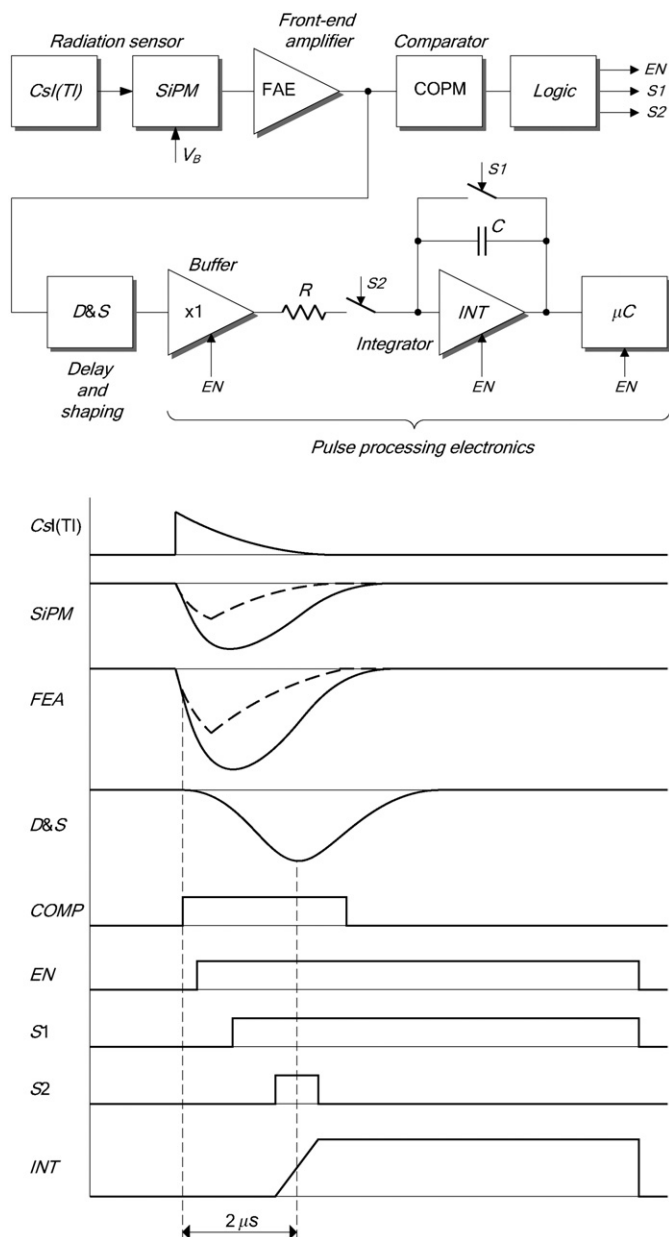 Radiation sensor
Front-end
amplifier
Comparator
CsI(Tl)
SiPM
FAE
COPM
Logic
EN
S1
S2
V_B
S1
C
Buffer
R
S2
D&S
x1
INT
μC
Integrator
Delay
and
shaping
EN
EN
EN
Pulse processing electronics
CsI(Tl)
SiPM
FEA
D&S
COMP
EN
S1
S2
INT
2 μs